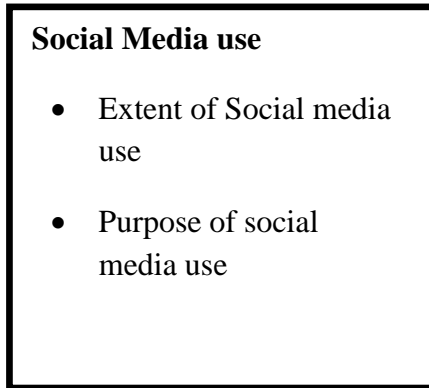 Social Media use
• Extent of Social media
use
• Purpose of social
media use